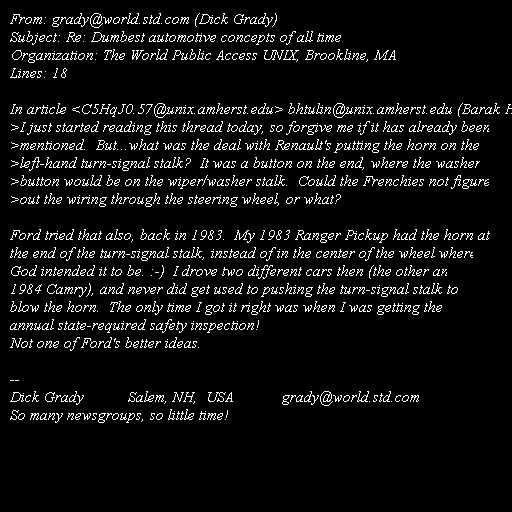 From: grady@world.std.com (Dick Grady)
Subject: Re: Dumbest automotive concepts of all time
Organization: The World Public Access UNIX, Brookline, MA
Lines: 18

In article <C5HqJ0.57@unix.amherst.edu> bhtulin@unix.amherst.edu (Barak H
>I just started reading this thread today, so forgive me if it has already been
>mentioned.  But...what was the deal with Renault's putting the horn on the
>left-hand turn-signal stalk?  It was a button on the end, where the washer
>button would be on the wiper/washer stalk.  Could the Frenchies not figure
>out the wiring through the steering wheel, or what?

Ford tried that also, back in 1983.  My 1983 Ranger Pickup had the horn at
the end of the turn-signal stalk, instead of in the center of the wheel where
God intended it to be. :-)  I drove two different cars then (the other an
1984 Camry), and never did get used to pushing the turn-signal stalk to
blow the horn.  The only time I got it right was when I was getting the
annual state-required safety inspection!
Not one of Ford's better ideas.

--
Dick Grady          Salem, NH,  USA          grady@world.std.com
So many newsgroups, so little time!